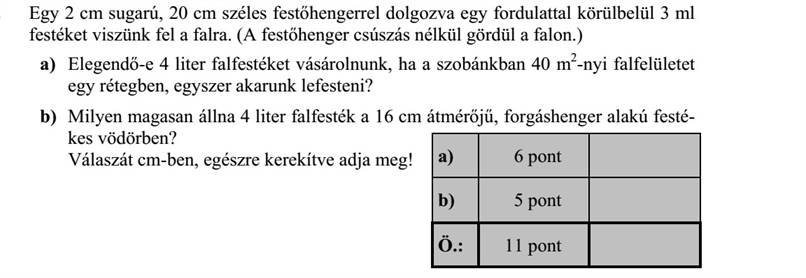 Egy 2 cm sugarú, 20 cm széles festőhengerrel dolgozva egy fordulattal körülbelül 3 ml
festéket viszünk fel a falra. (A festőhenger csúszás nélkül gördül a falon.)
a) Elegendő-e 4 liter falfestéket vásárolnunk, ha a szobánkban 40 m²-nyi falfelületet
egy rétegben, egyszer akarunk lefesteni?
b) Milyen magasan állna 4 liter falfesték a 16 cm átmérőjű, forgáshenger alakú festé-
kes vödörben?
Válaszát cm-ben, egészre kerekítve adja meg!
a) 6 pont
b) 5 pont
Ö.: 11 pont